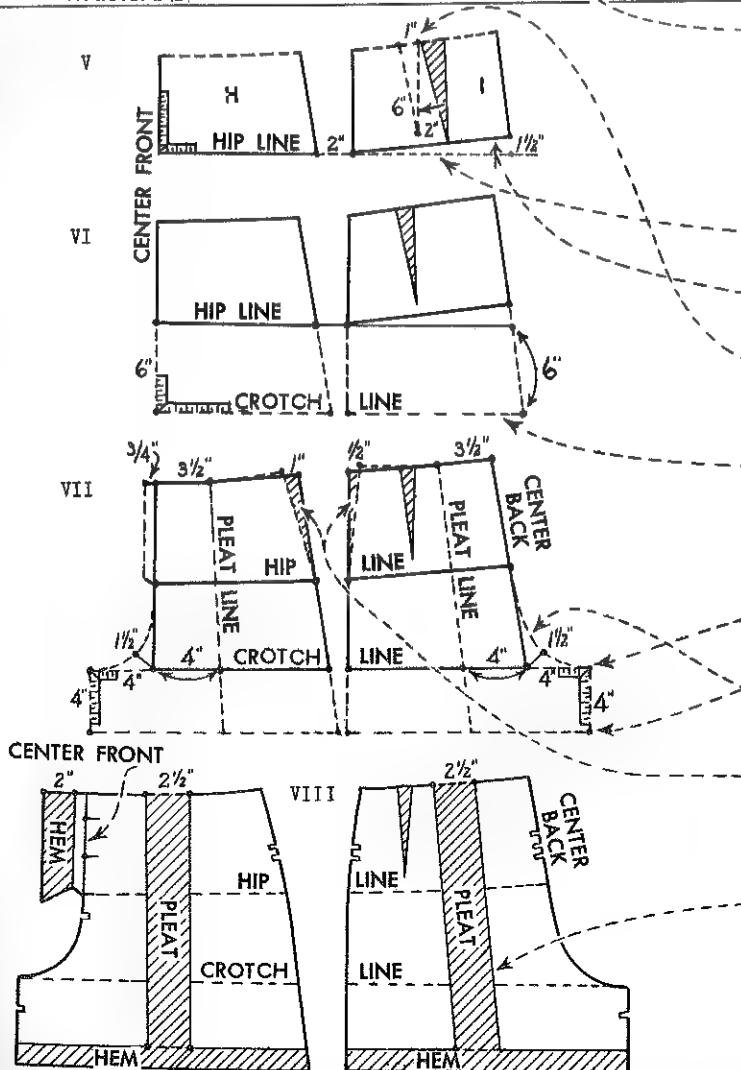 V
1"
H
6"
2"
I
HIP LINE
2"
1½"
CENTER FRONT
VI
HIP LINE
6"
6"
CROTCH
LINE
3/4"
VII
3½"
1"
½"
3½"
PLEAT LINE
PLEAT LINE
CENTER BACK
HIP
LINE
1½"
4"
CROTCH
LINE
4"
1½"
4"
4"
4"
4"
CENTER FRONT
2"
2½"
VIII
2½"
HEM
CENTER BACK
HIP
LINE
PLEAT
PLEAT
CROTCH
LINE
HEM
HEM